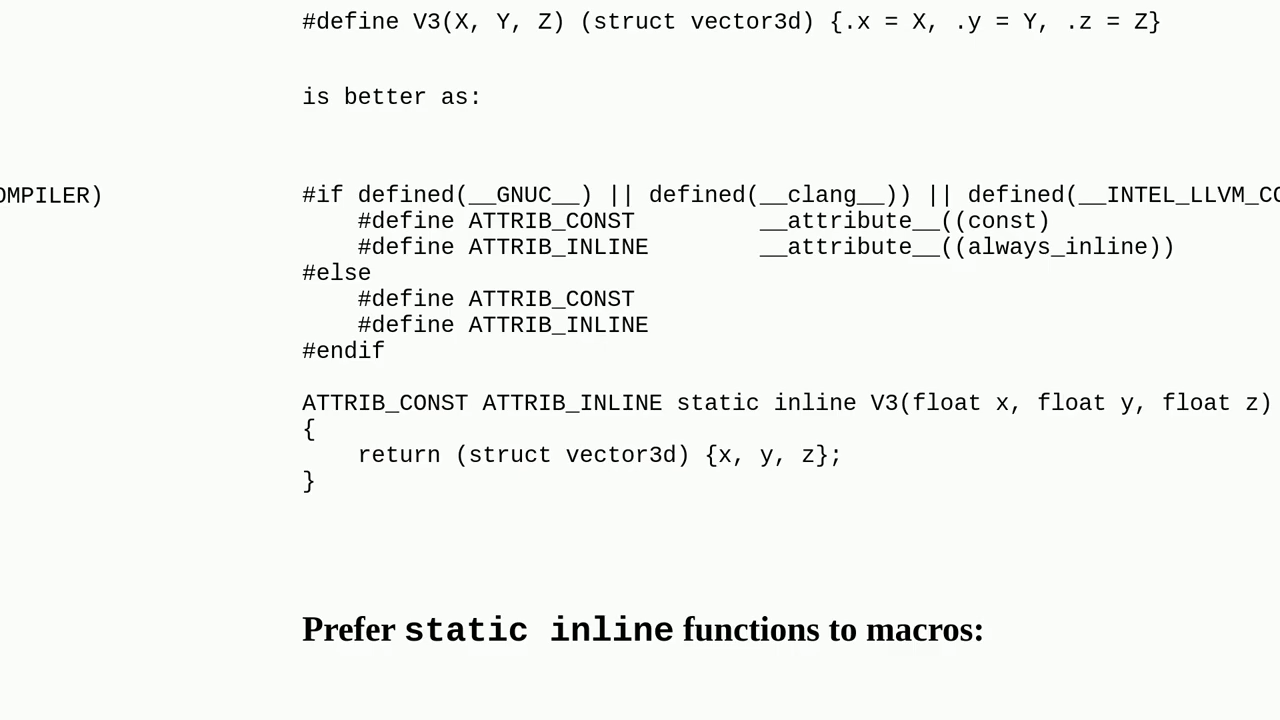 #define V3(X, Y, Z) (struct vector3d) {.x = X, .y = Y, .z = Z}
is better as:
OMPILER)
#if defined(__GNUC__) || defined(__clang__)) || defined(__INTEL_LLVM_CO
    #define ATTRIB_CONST         __attribute__((const)
    #define ATTRIB_INLINE        __attribute__((always_inline))
#else
    #define ATTRIB_CONST
    #define ATTRIB_INLINE
#endif
ATTRIB_CONST ATTRIB_INLINE static inline V3(float x, float y, float z)
{
    return (struct vector3d) {x, y, z};
}
Prefer static inline functions to macros: